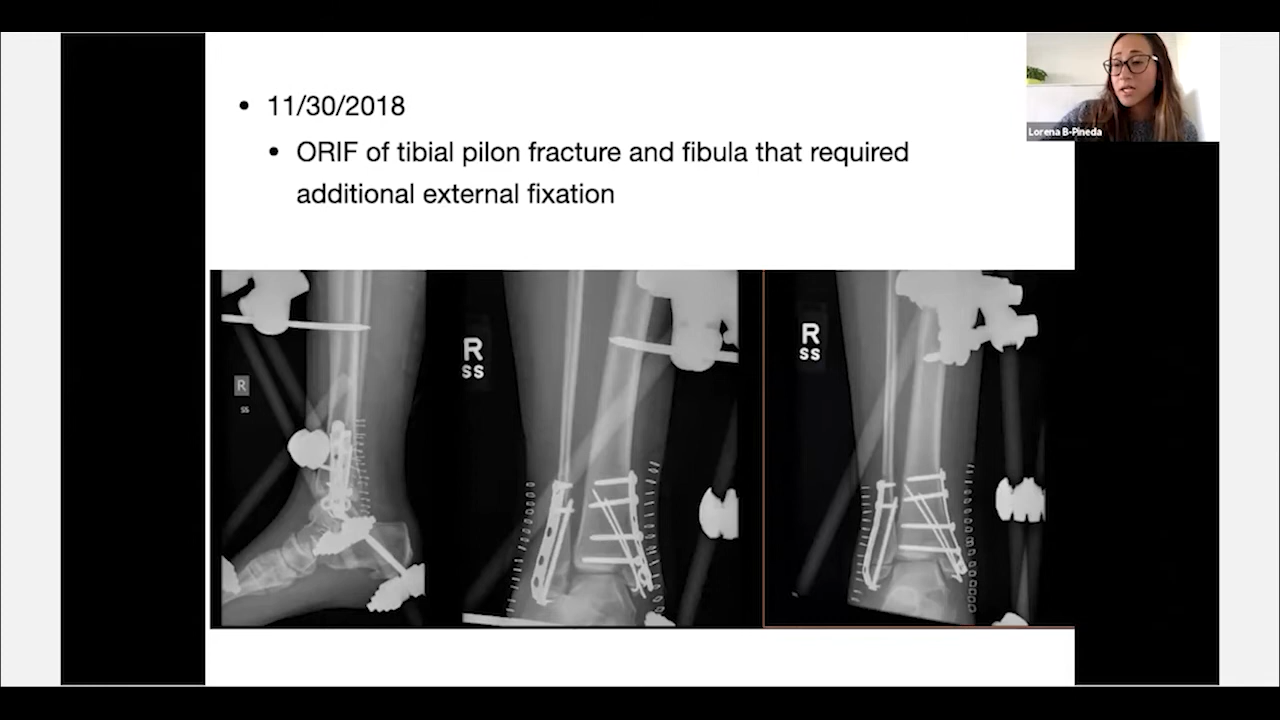 • 11/30/2018
• ORIF of tibial pilon fracture and fibula that required
additional external fixation
Lorena B-Pineda
R
SS
R
SS
R
SS